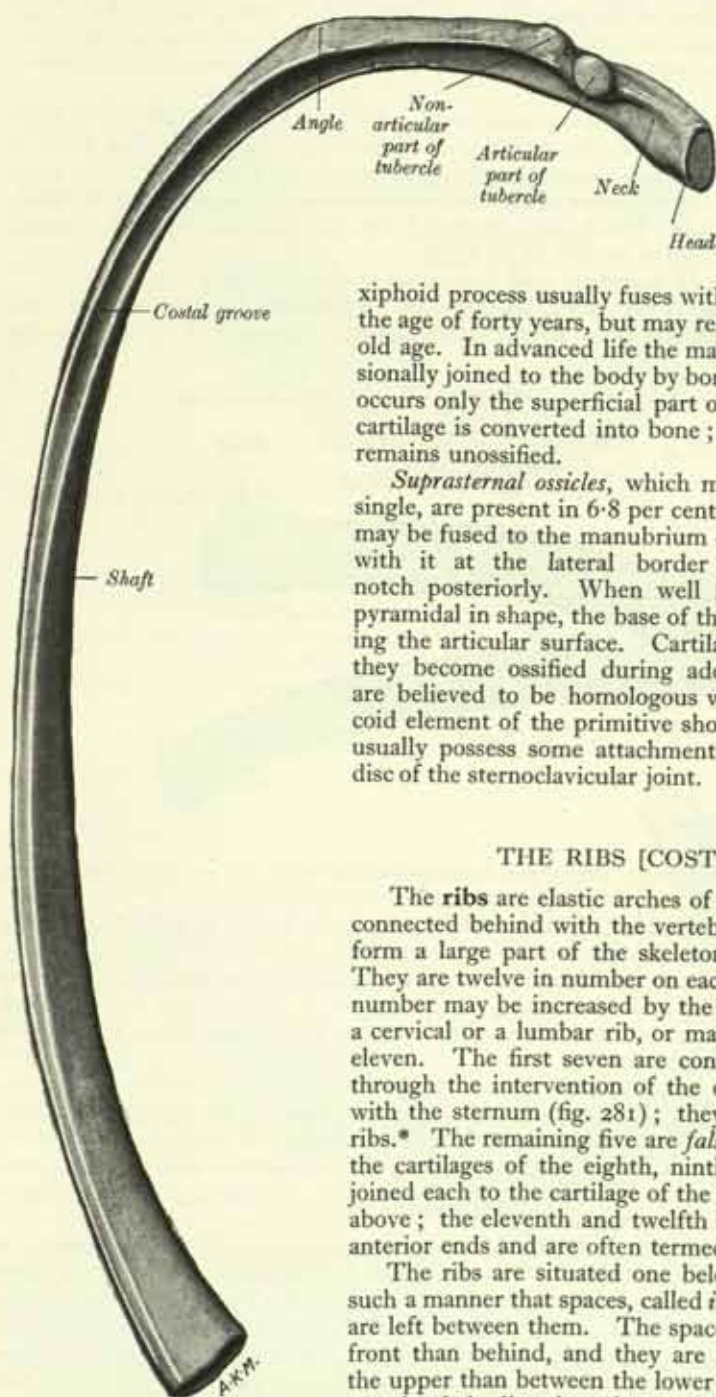 Angle
Non-
articular
part of
tubercle
Articular
part of
tubercle
Neck
Head
Costal groove
Shaft
A·K·M·
xiphoid process usually fuses with
the age of forty years, but may re
old age. In advanced life the ma
sionally joined to the body by bon
occurs only the superficial part o
cartilage is converted into bone ;
remains unossified.
Suprasternal ossicles, which m
single, are present in 6·8 per cent
may be fused to the manubrium
with it at the lateral border
notch posteriorly. When well
pyramidal in shape, the base of th
ing the articular surface. Cartila
they become ossified during ado
are believed to be homologous w
coid element of the primitive sho
usually possess some attachment
disc of the sternoclavicular joint.
THE RIBS [COST
The ribs are elastic arches of
connected behind with the verteb
form a large part of the skeleton
They are twelve in number on eac
number may be increased by the
a cervical or a lumbar rib, or ma
eleven. The first seven are con
through the intervention of the
with the sternum (fig. 281) ; they
ribs.* The remaining five are fal
the cartilages of the eighth, ninth
joined each to the cartilage of the
above ; the eleventh and twelfth
anterior ends and are often termed
The ribs are situated one bel
such a manner that spaces, called i
are left between them. The space
front than behind, and they are
the upper than between the lower